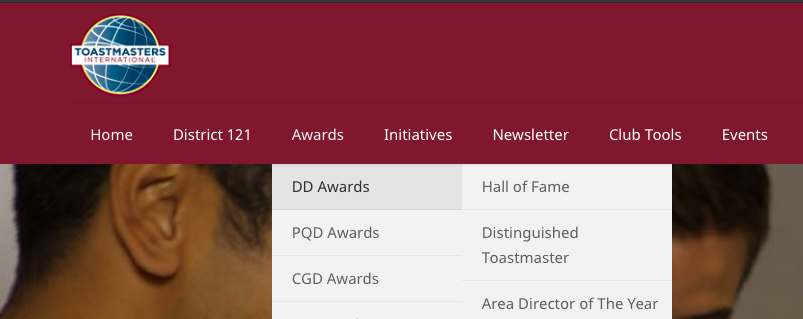 TOASTMASTERS
INTERNATIONAL
Home District 121 Awards Initiatives Newsletter Club Tools Events
DD Awards
PQD Awards
CGD Awards
Hall of Fame
Distinguished
Toastmaster
Area Director of The Year